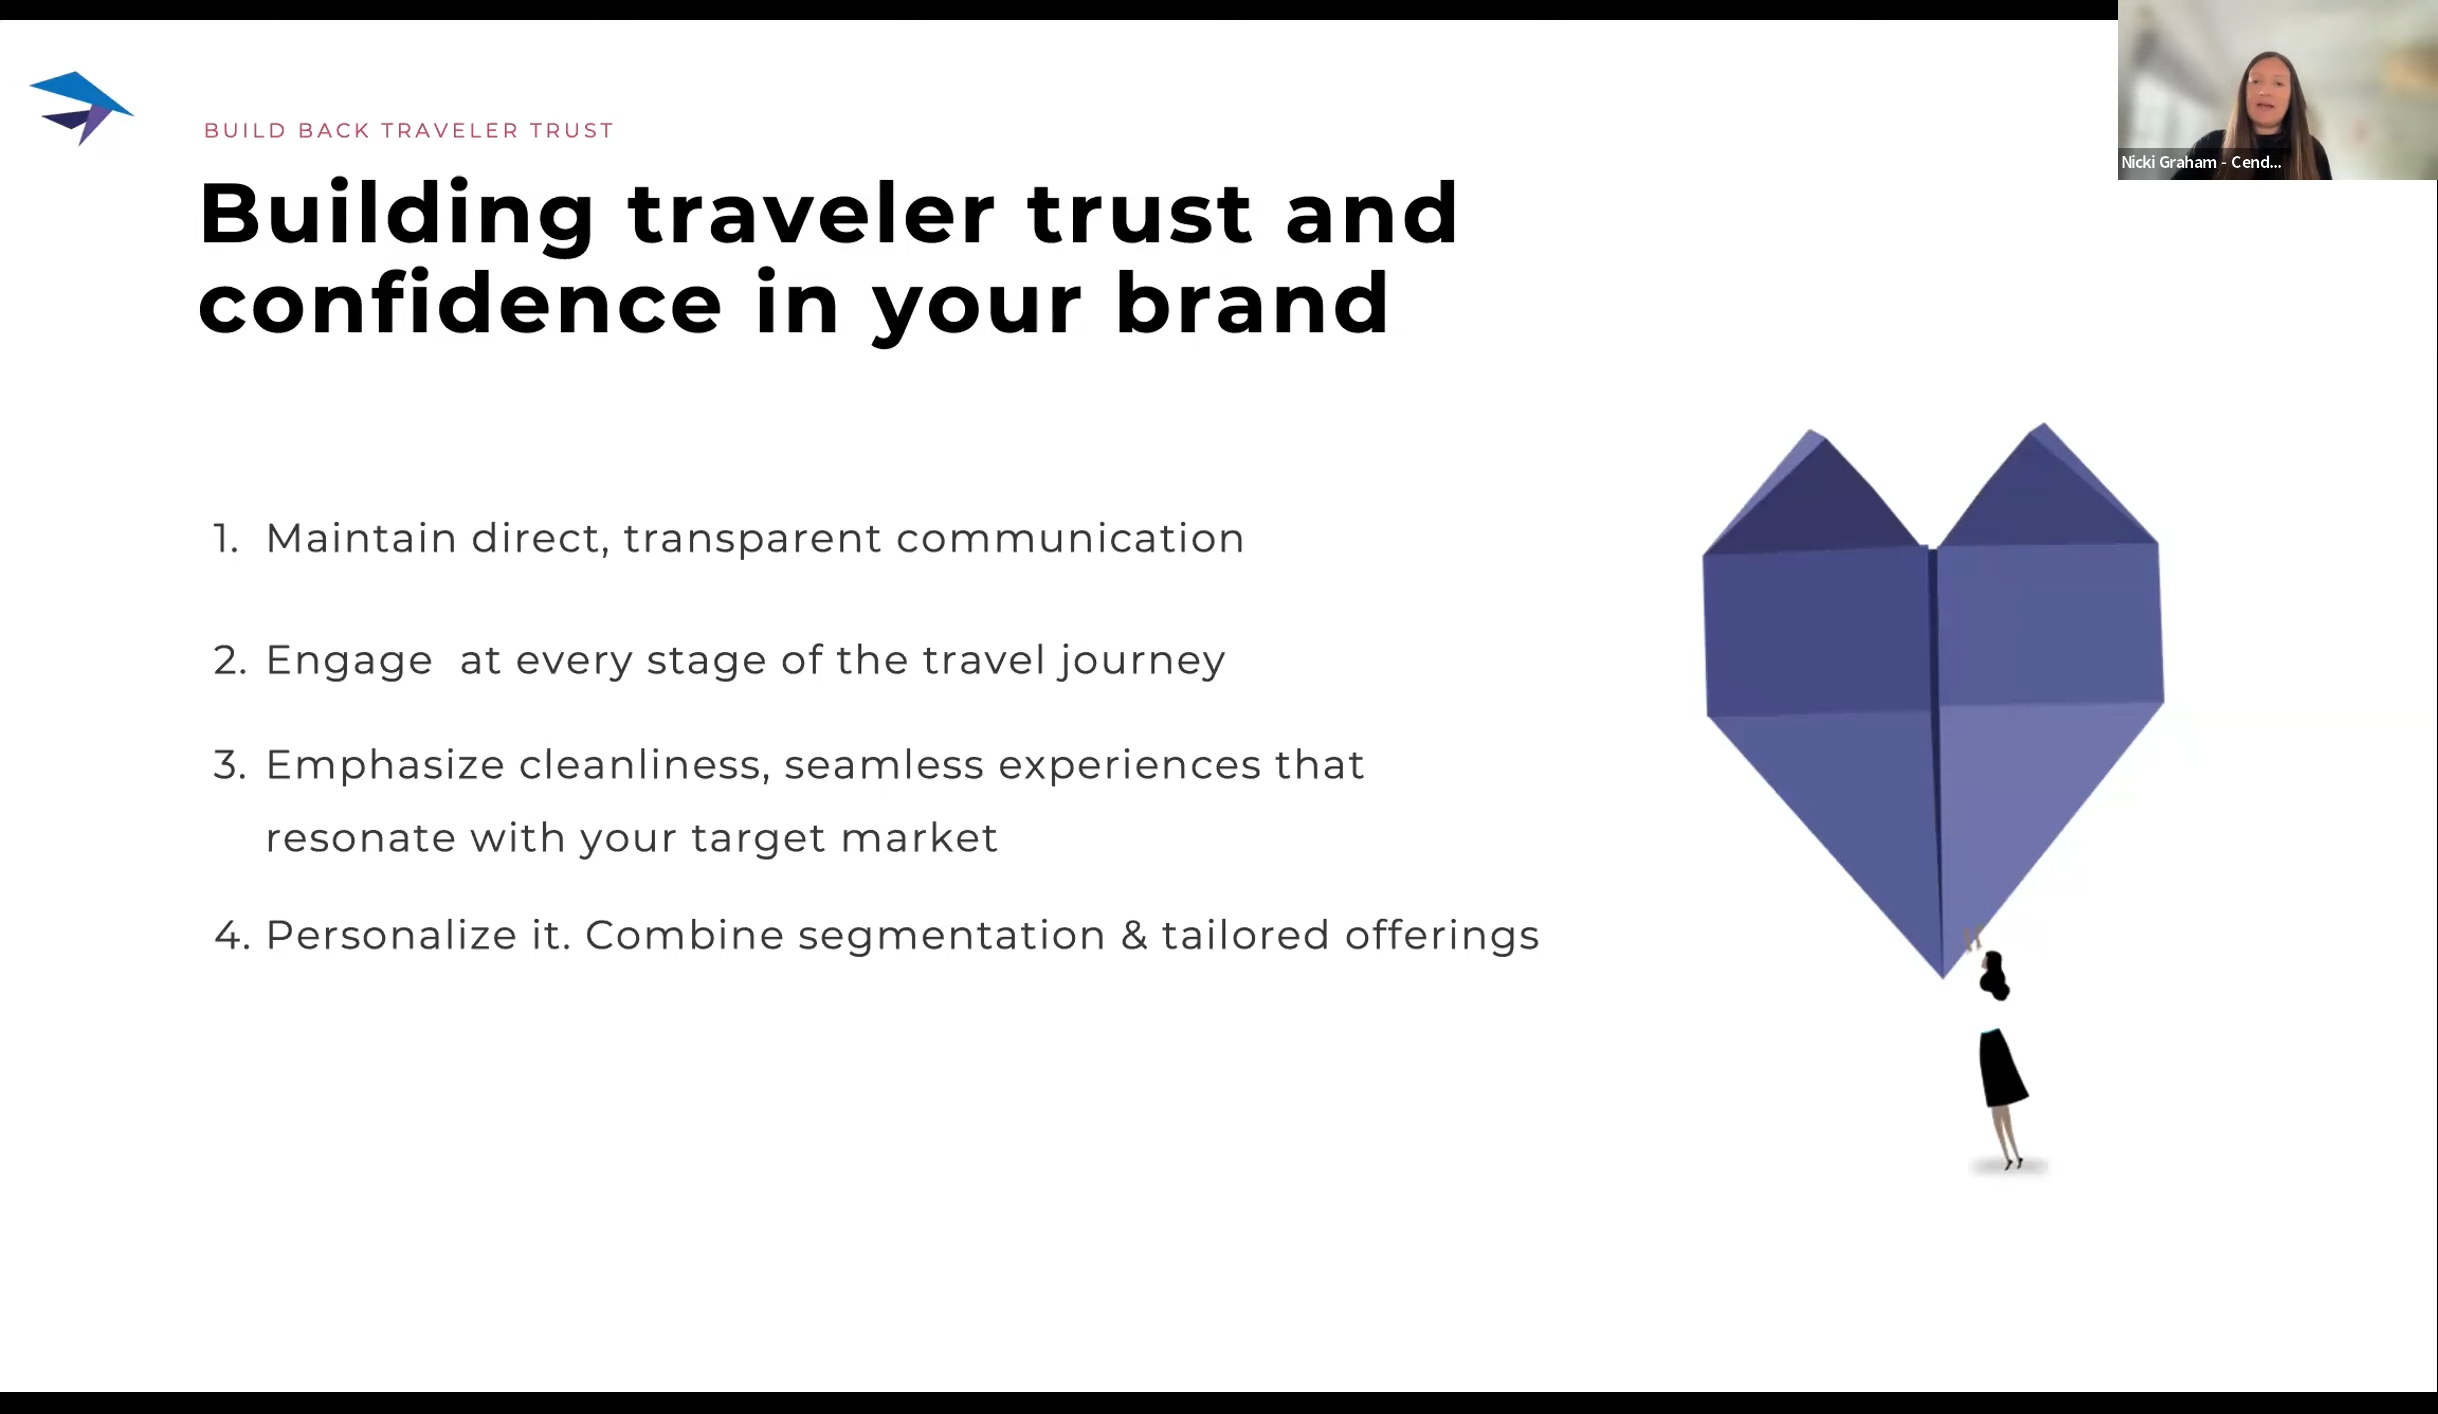 BUILD BACK TRAVELER TRUST
Building traveler trust and
confidence in your brand
1. Maintain direct, transparent communication
2. Engage  at every stage of the travel journey
3. Emphasize cleanliness, seamless experiences that
resonate with your target market
4. Personalize it. Combine segmentation & tailored offerings
Nicki Graham - Cend...